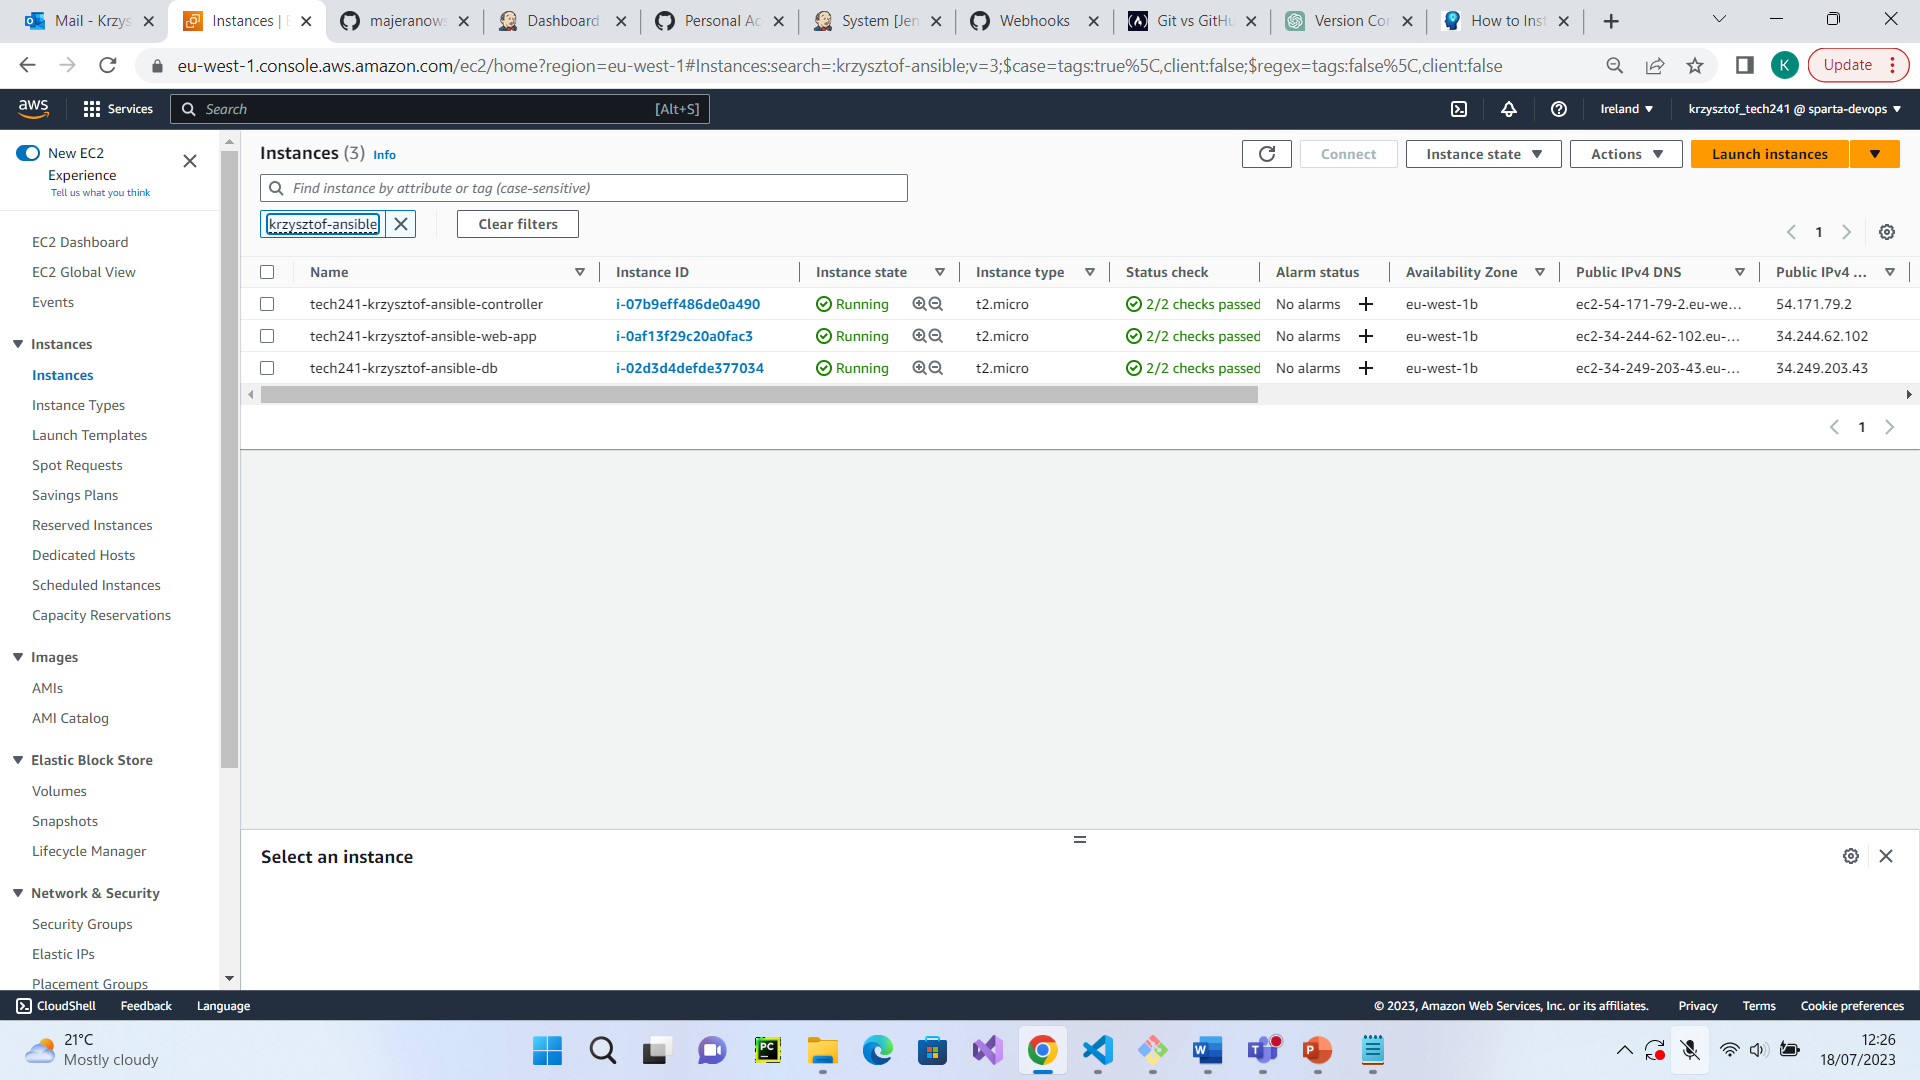 Mail - Krzys
Instances | E
majeranows
Dashboard
Personal Ac
System [Jen
Webhooks
Git vs GitHu
Version Cor
How to Inst
eu-west-1.console.aws.amazon.com/ec2/home?region=eu-west-1#Instances:search=:krzysztof-ansible;v=3;$case=tags:true%5C,client:false;$regex=tags:false%5C,client:false
K
Update
aws
Services
Search
[Alt+S]
Ireland
krzysztof_tech241 @ sparta-devops
New EC2
Experience
Tell us what you think
EC2 Dashboard
EC2 Global View
Events
Instances
Instances
Instance Types
Launch Templates
Spot Requests
Savings Plans
Reserved Instances
Dedicated Hosts
Scheduled Instances
Capacity Reservations
Images
AMIs
AMI Catalog
Elastic Block Store
Volumes
Snapshots
Lifecycle Manager
Network & Security
Security Groups
Elastic IPs
Placement Groups
Instances (3) Info
Connect
Instance state
Actions
Launch instances
Find instance by attribute or tag (case-sensitive)
krzysztof-ansible
Clear filters
1
Name Instance ID Instance state Instance type Status check Alarm status Availability Zone Public IPv4 DNS Public IPv4 ...
tech241-krzysztof-ansible-controller i-07b9eff486de0a490 Running t2.micro 2/2 checks passed No alarms eu-west-1b ec2-54-171-79-2.eu-we... 54.171.79.2
tech241-krzysztof-ansible-web-app i-0af13f29c20a0fac3 Running t2.micro 2/2 checks passed No alarms eu-west-1b ec2-34-244-62-102.eu-... 34.244.62.102
tech241-krzysztof-ansible-db i-02d3d4defde377034 Running t2.micro 2/2 checks passed No alarms eu-west-1b ec2-34-249-203-43.eu-... 34.249.203.43
1
Select an instance
CloudShell
Feedback
Language
© 2023, Amazon Web Services, Inc. or its affiliates.
Privacy
Terms
Cookie preferences
21°C
Mostly cloudy
PC
W
T
P
12:26
18/07/2023